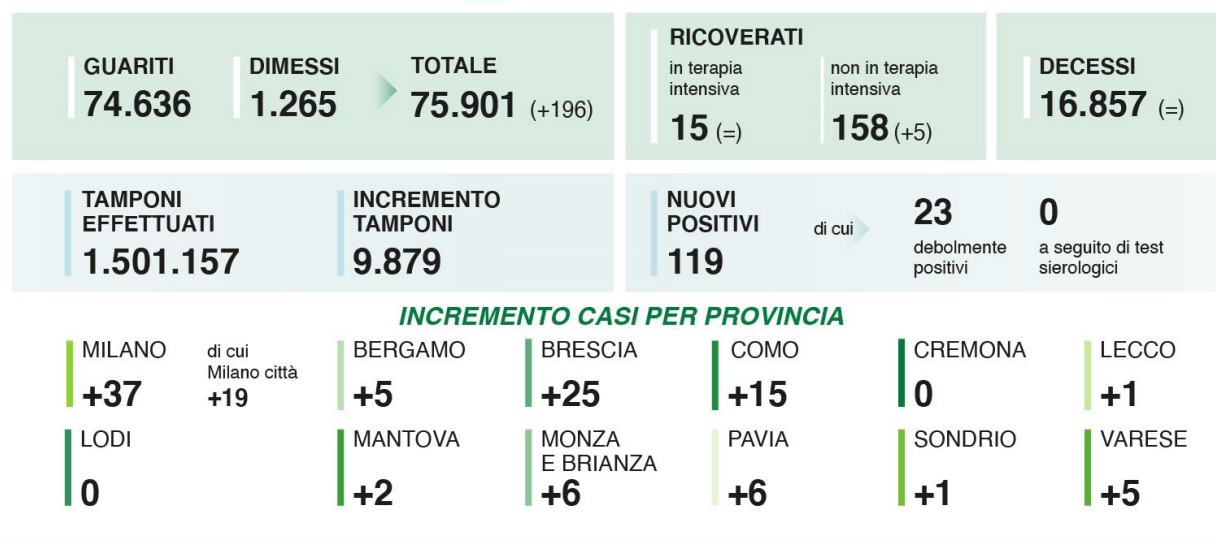 GUARITI
74.636
DIMESSI
1.265
TOTALE
75.901 (+196)
RICOVERATI
in terapia
intensiva
15 (=)
non in terapia
intensiva
158 (+5)
DECESSI
16.857 (=)
TAMPONI
EFFETTUATI
1.501.157
INCREMENTO
TAMPONI
9.879
NUOVI
POSITIVI
119
di cui
23
debolmente
positivi
0
a seguito di test
sierologici
INCREMENTO CASI PER PROVINCIA
MILANO
+37
di cui
Milano città
+19
BERGAMO
+5
BRESCIA
+25
COMO
+15
CREMONA
0
LECCO
+1
LODI
0
MANTOVA
+2
MONZA
E BRIANZA
+6
PAVIA
+6
SONDRIO
+1
VARESE
+5